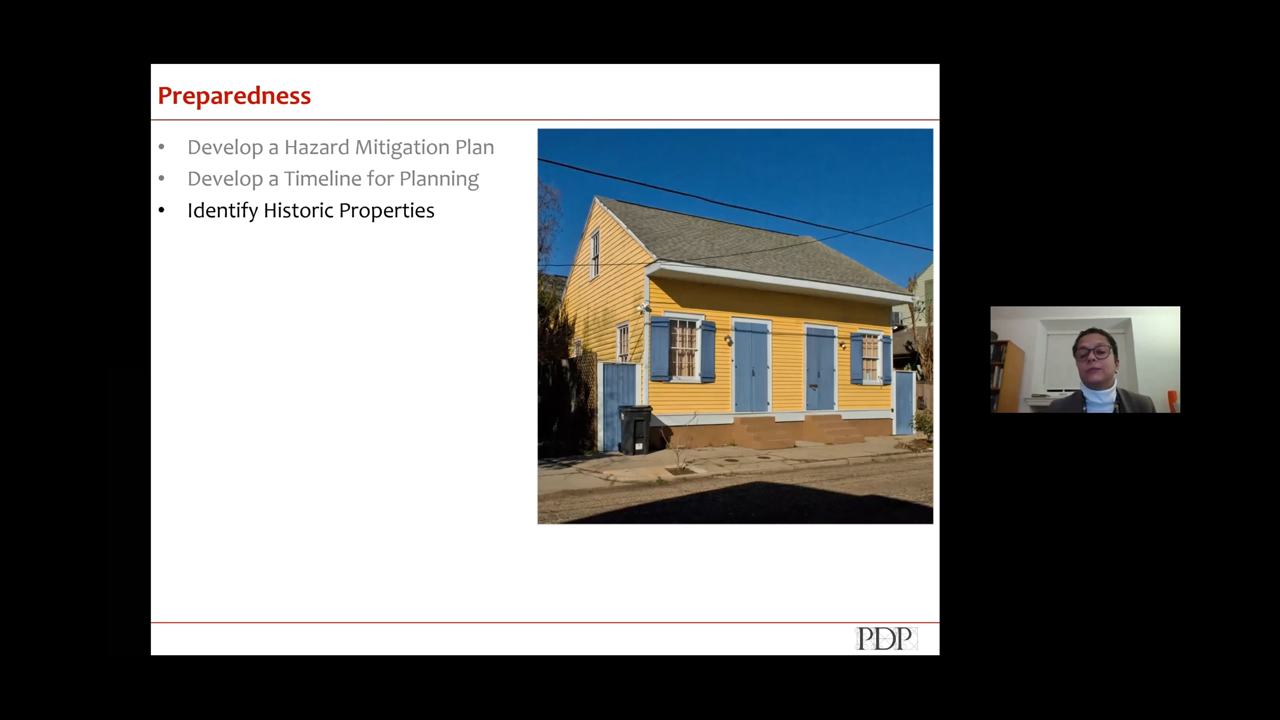 Preparedness
• Develop a Hazard Mitigation Plan
• Develop a Timeline for Planning
• Identify Historic Properties
PDP